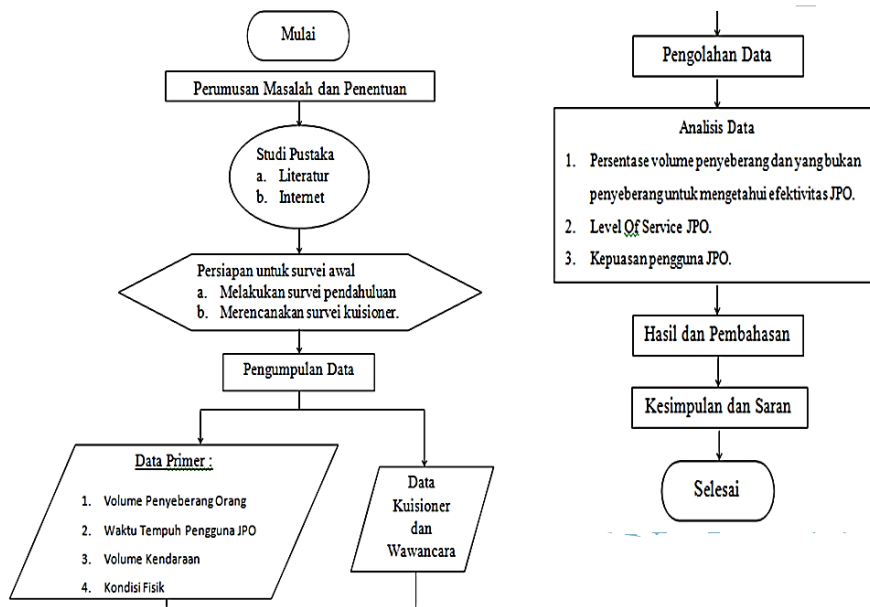 Mulai
Perumusan Masalah dan Penentuan
Studi Pustaka
a. Literatur
b. Internet
Persiapan untuk survei awal
a. Melakukan survei pendahuluan
b. Merencanakan survei kuisioner.
Pengumpulan Data
Data Primer :
1. Volume Penyeberang Orang
2. Waktu Tempuh Pengguna JPO
3. Volume Kendaraan
4. Kondisi Fisik
Data
Kuisioner
dan
Wawancara
Pengolahan Data
Analisis Data
1. Persentase volume penyeberang dan yang bukan
penyeberang untuk mengetahui efektivitas JPO.
2. Level Of Service JPO.
3. Kepuasan pengguna JPO.
Hasil dan Pembahasan
Kesimpulan dan Saran
Selesai